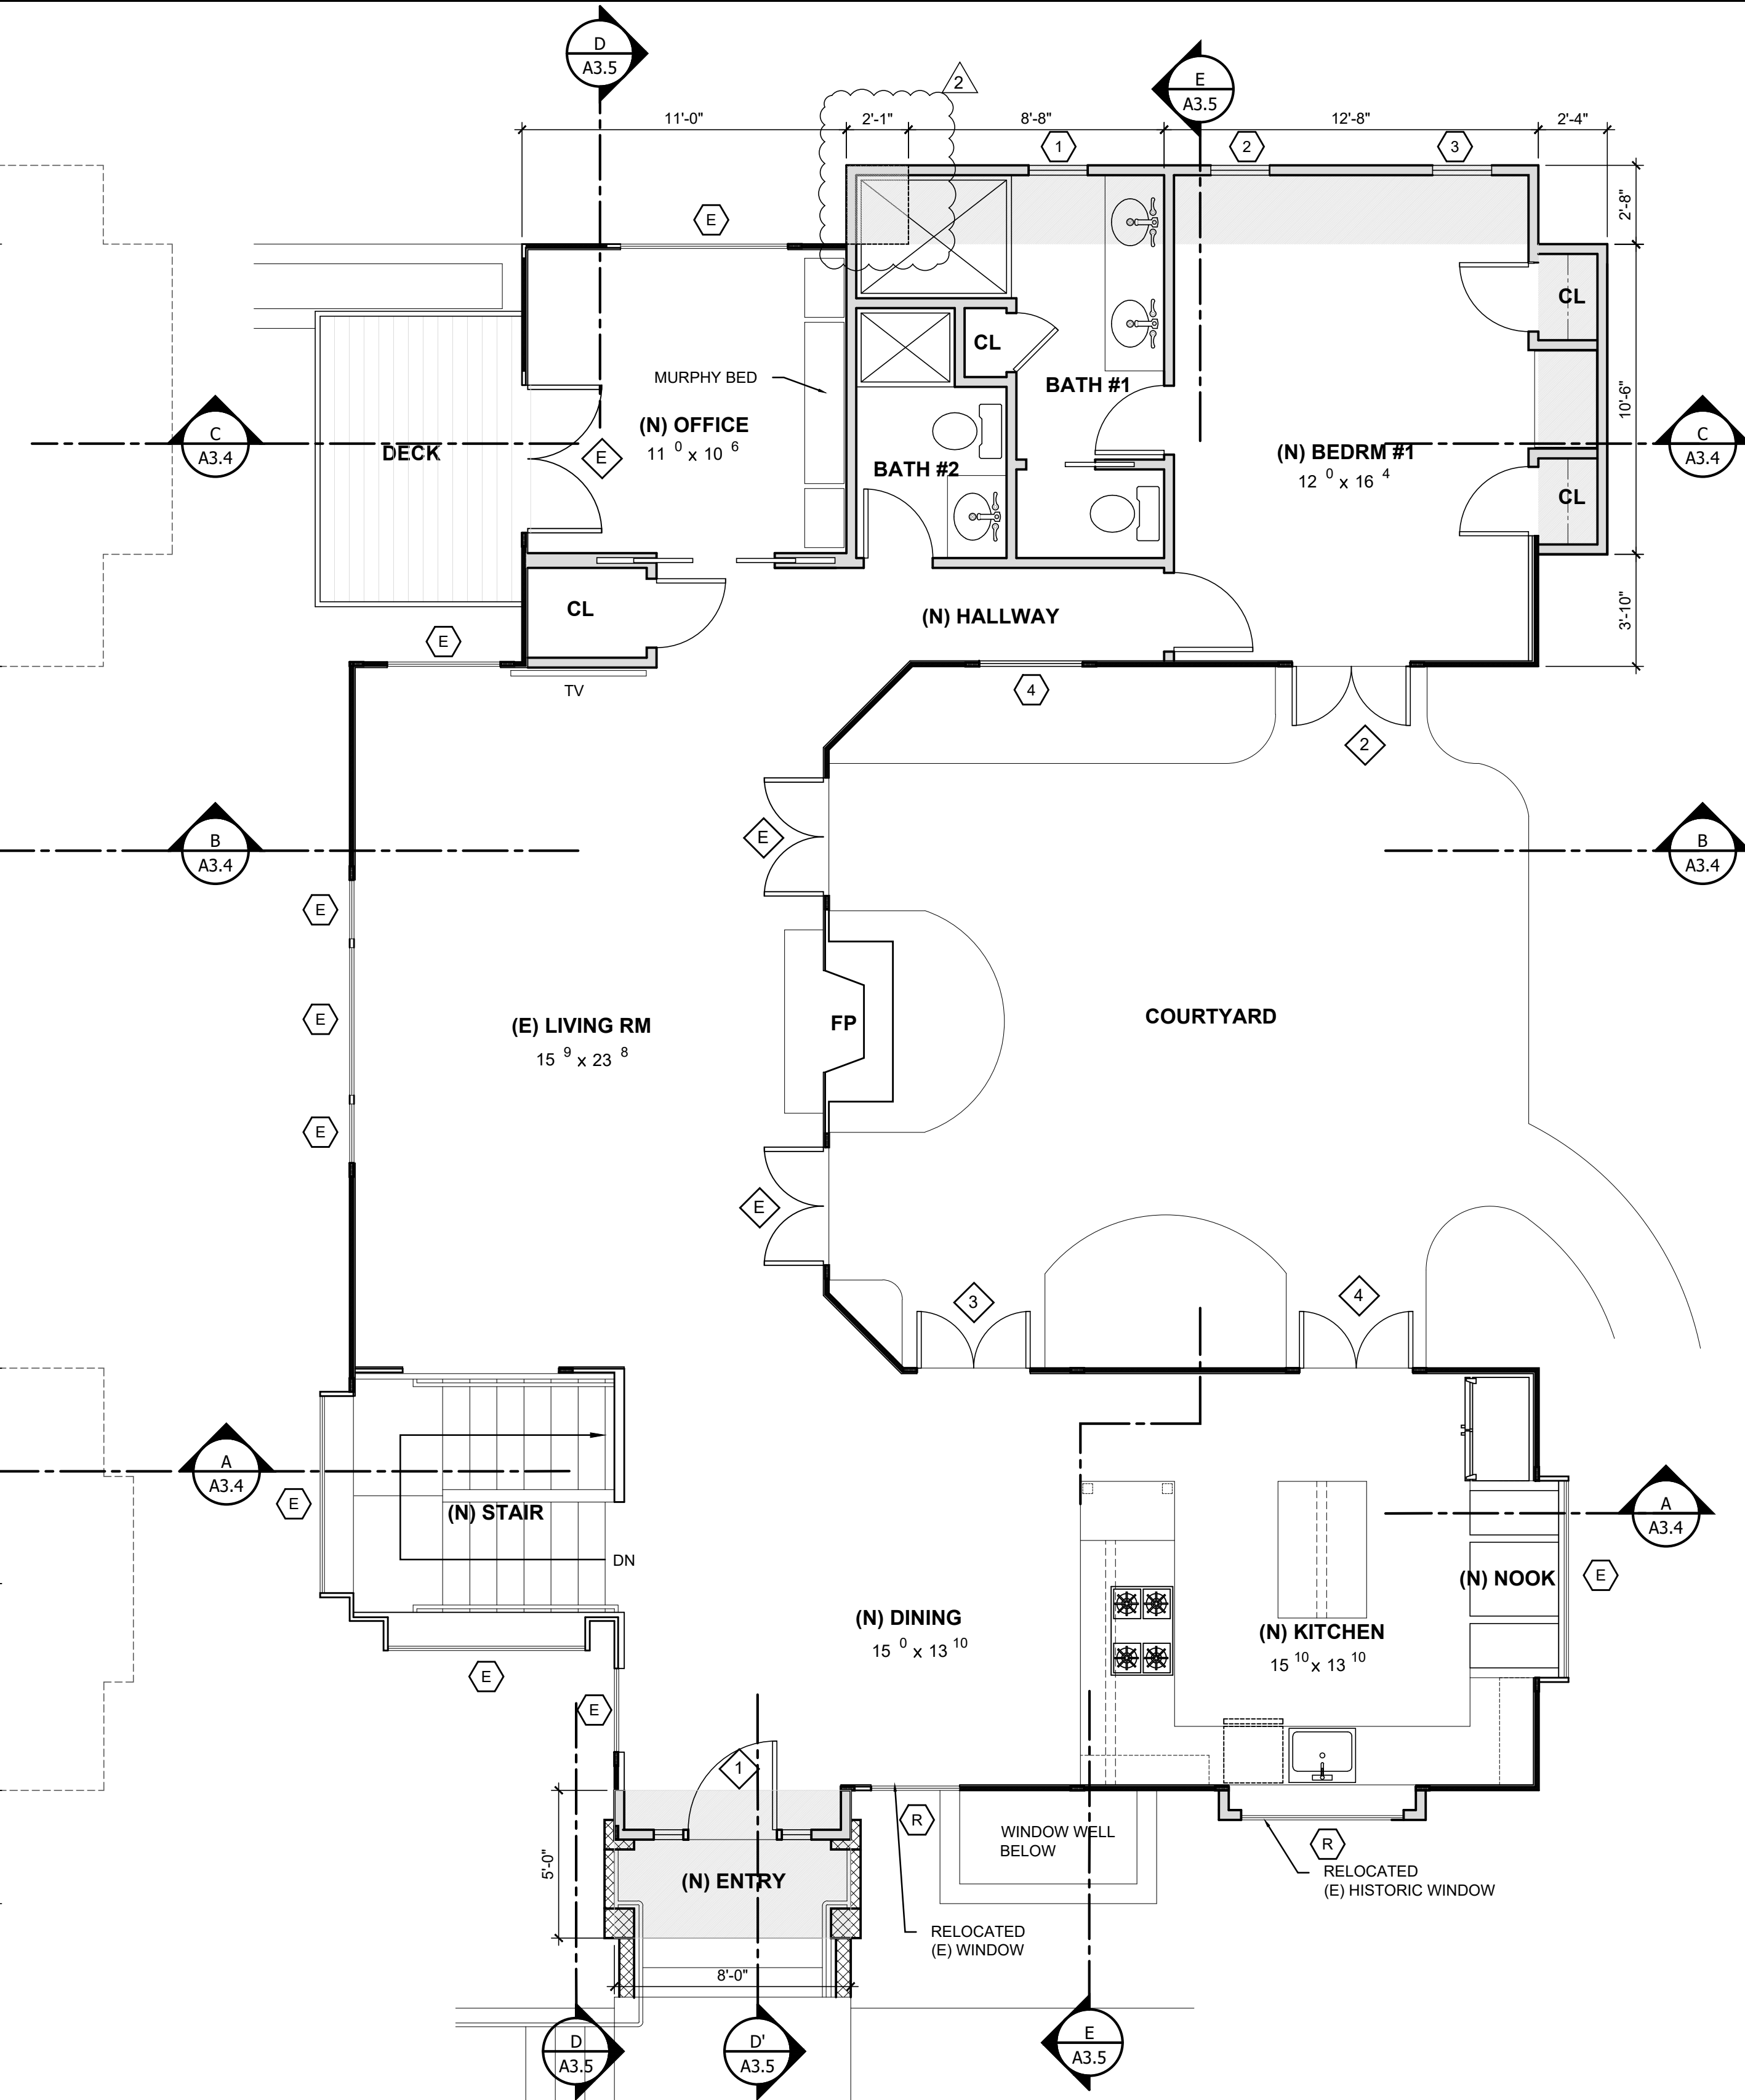 D
A3.5
2
E
A3.5
11'-0"
2'-1"
8'-8"
12'-8"
2'-4"
1
2
3
2'-8"
E
CL
CL
MURPHY BED
BATH #1
10'-6"
(N) OFFICE
11 0 x 10 6
C
A3.4
DECK
E
BATH #2
(N) BEDRM #1
12 0 x 16 4
C
A3.4
CL
CL
(N) HALLWAY
3'-10"
E
TV
4
2
B
A3.4
E
B
A3.4
E
E
(E) LIVING RM
15 9 x 23 8
FP
COURTYARD
E
E
3
4
A
A3.4
E
(N) STAIR
DN
A
A3.4
(N) NOOK
E
(N) DINING
15 0 x 13 10
(N) KITCHEN
15 10 x 13 10
E
E
1
R
WINDOW WELL
BELOW
R
5'-0"
(N) ENTRY
RELOCATED
(E) HISTORIC WINDOW
RELOCATED
(E) WINDOW
8'-0"
D
A3.5
D'
A3.5
E
A3.5